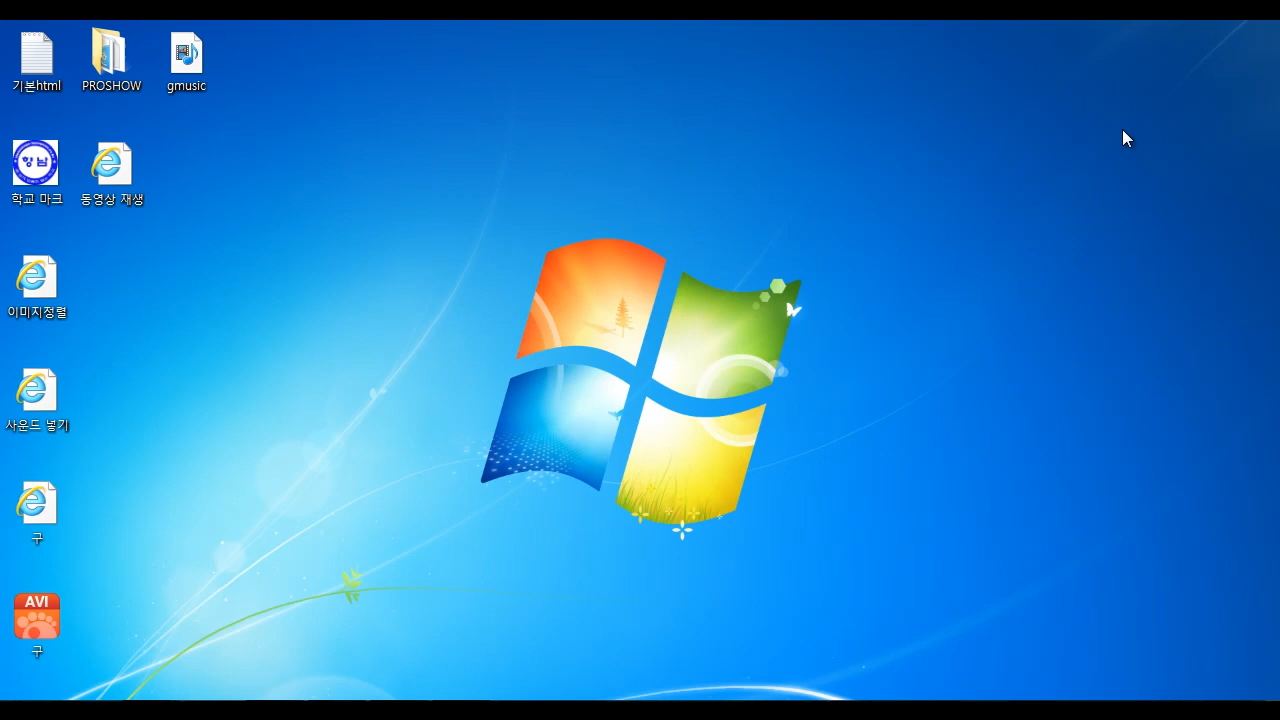 기본html
PROSHOW
gmusic
향남
학교 마크
동영상 재생
이미지정렬
사운드 넣기
구
AVI
구